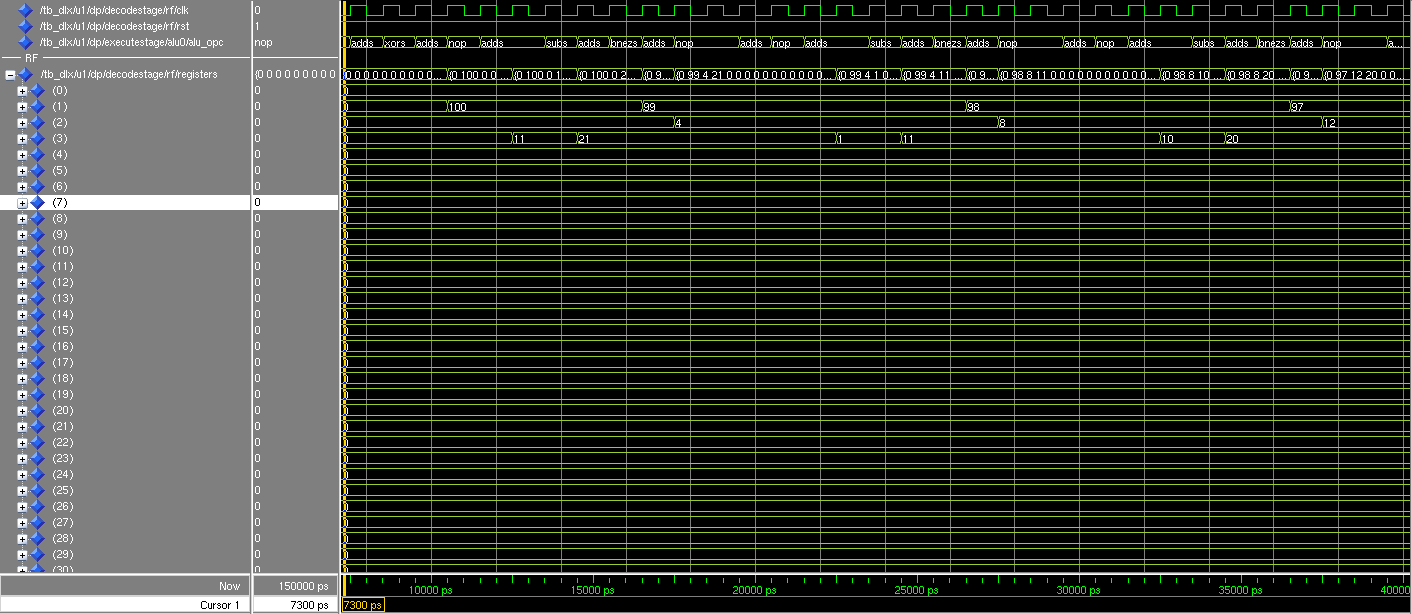 /tb_dlx/u1/dp/decodestage/rf/clk 0
/tb_dlx/u1/dp/decodestage/rf/rst 1
/tb_dlx/u1/dp/executestage/alu0/alu_opc nop adds xors adds nop adds subs adds bnezs adds nop adds nop adds subs adds bnezs adds nop adds nop adds subs adds bnezs adds nop a...
RF
/tb_dlx/u1/dp/decodestage/rf/registers {0 0 0 0 0 0 0 0 0 0 0 0 0 0 0 0 0 0 0 0... {0 100 0 0 ... {0 100 0 1... {0 100 0 2... {0 9... {0 99 4 21 0 0 0 0 0 0 0 0 0 0... {0 99 4 1 0... {0 99 4 11 ... {0 9... {0 98 8 11 0 0 0 0 0 0 0 0 0 0... {0 98 8 10... {0 98 8 20 ... {0 9... {0 97 12 20 0 0...
(0) 0
(1) 0 100 99 98 97
(2) 0 4 8 12
(3) 0 11 21 1 11 10 20
(4) 0
(5) 0
(6) 0
(7) 0
(8) 0
(9) 0
(10) 0
(11) 0
(12) 0
(13) 0
(14) 0
(15) 0
(16) 0
(17) 0
(18) 0
(19) 0
(20) 0
(21) 0
(22) 0
(23) 0
(24) 0
(25) 0
(26) 0
(27) 0
(28) 0
(29) 0
(30) 0
Now 150000 ps 10000 ps 15000 ps 20000 ps 25000 ps 30000 ps 35000 ps 40000
Cursor 1 7300 ps 7300 ps